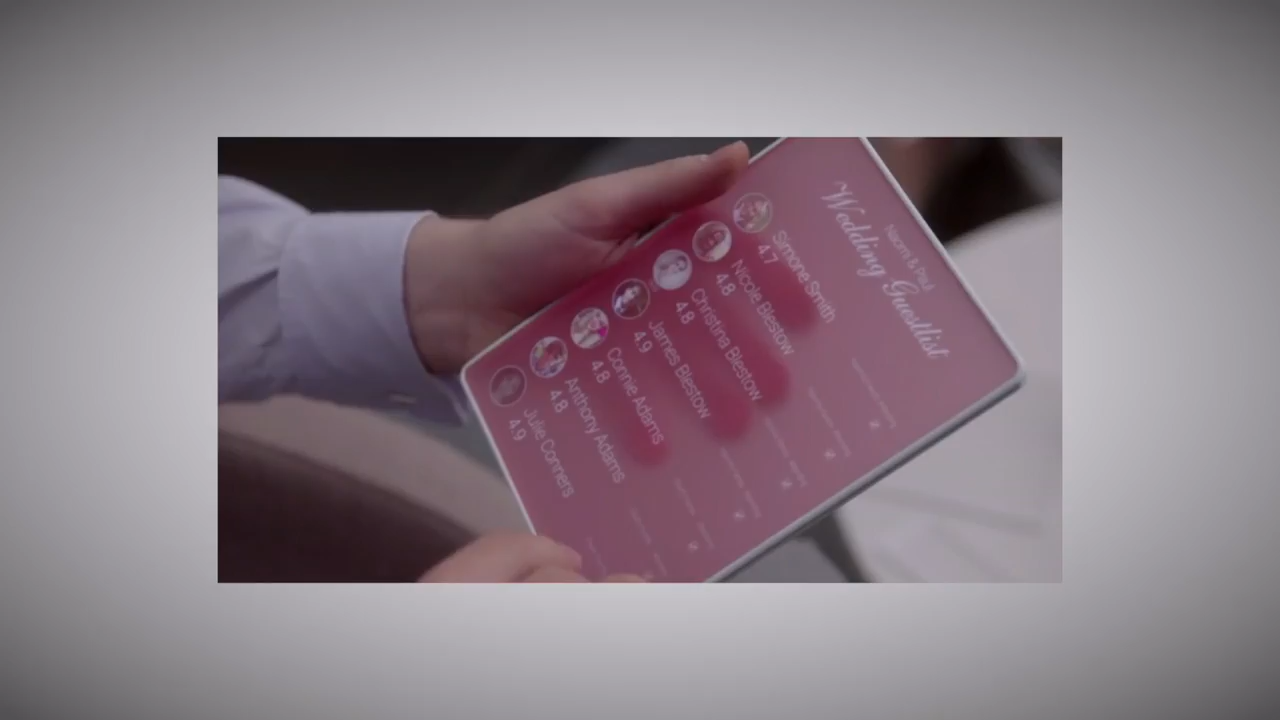 Naomi & Paul
Wedding Guestlist
Simone Smith
4.7
Nicole Blestow
4.8
Christina Blestow
4.8
James Blestow
4.9
Connie Adams
4.8
Anthony Adams
4.8
Julie Conners
4.9